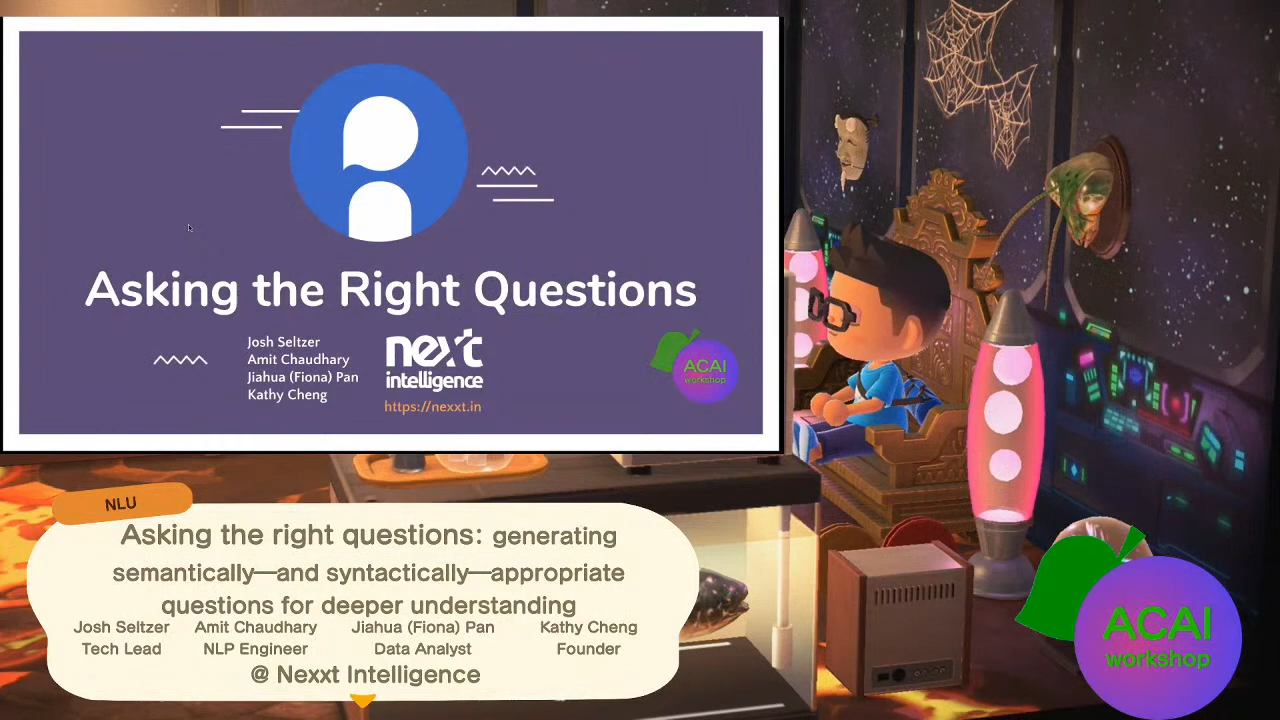 Asking the Right Questions
Josh Seltzer
Amit Chaudhary
Jiahua (Fiona) Pan
Kathy Cheng
nexxt
intelligence
https://nexxt.in
ACAI
workshop
NLU
Asking the right questions: generating
semantically—and syntactically—appropriate
questions for deeper understanding
Josh Seltzer Amit Chaudhary Jiahua (Fiona) Pan Kathy Cheng
Tech Lead NLP Engineer Data Analyst Founder
@ Nexxt Intelligence
ACAI
workshop